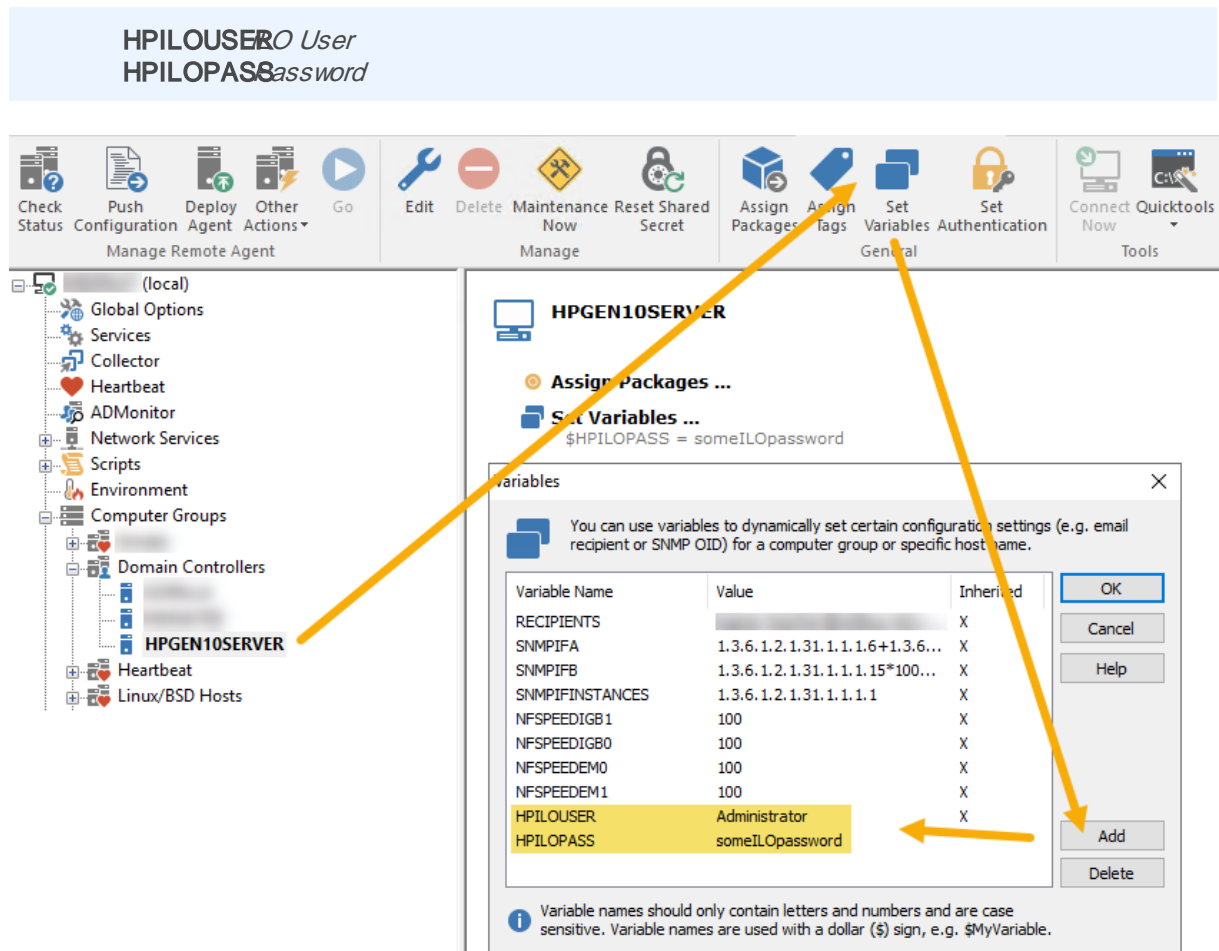 HPILOUSER iLO User
HPILOPASS Password
Check Status
Push Configuration
Deploy Agent
Other Actions
Go
Edit
Delete
Maintenance Now
Reset Shared Secret
Assign Packages
Assign Tags
Set Variables
Set Authentication
Connect Now
Quicktools
C:\
Manage Remote Agent
Manage
General
Tools
(local)
Global Options
Services
Collector
Heartbeat
ADMonitor
Network Services
Scripts
Environment
Computer Groups
Domain Controllers
HPGEN10SERVER
Heartbeat
Linux/BSD Hosts
HPGEN10SERVER
Assign Packages ...
Set Variables ...
$HPILOPASS = someILOpassword
Variables
You can use variables to dynamically set certain configuration settings (e.g. email
recipient or SNMP OID) for a computer group or specific host name.
Variable Name Value Inherited
RECIPIENTS X
SNMPIFA 1.3.6.1.2.1.31.1.1.1.6+1.3.6... X
SNMPIFB 1.3.6.1.2.1.31.1.1.1.15*100... X
SNMPIFINSTANCES 1.3.6.1.2.1.31.1.1.1.1 X
NFSPEEDIGB1 100 X
NFSPEEDIGB0 100 X
NFSPEEDEM0 100 X
NFSPEEDEM1 100 X
HPILOUSER Administrator X
HPILOPASS someILOpassword
OK
Cancel
Help
Add
Delete
Variable names should only contain letters and numbers and are case
sensitive. Variable names are used with a dollar ($) sign, e.g. $MyVariable.